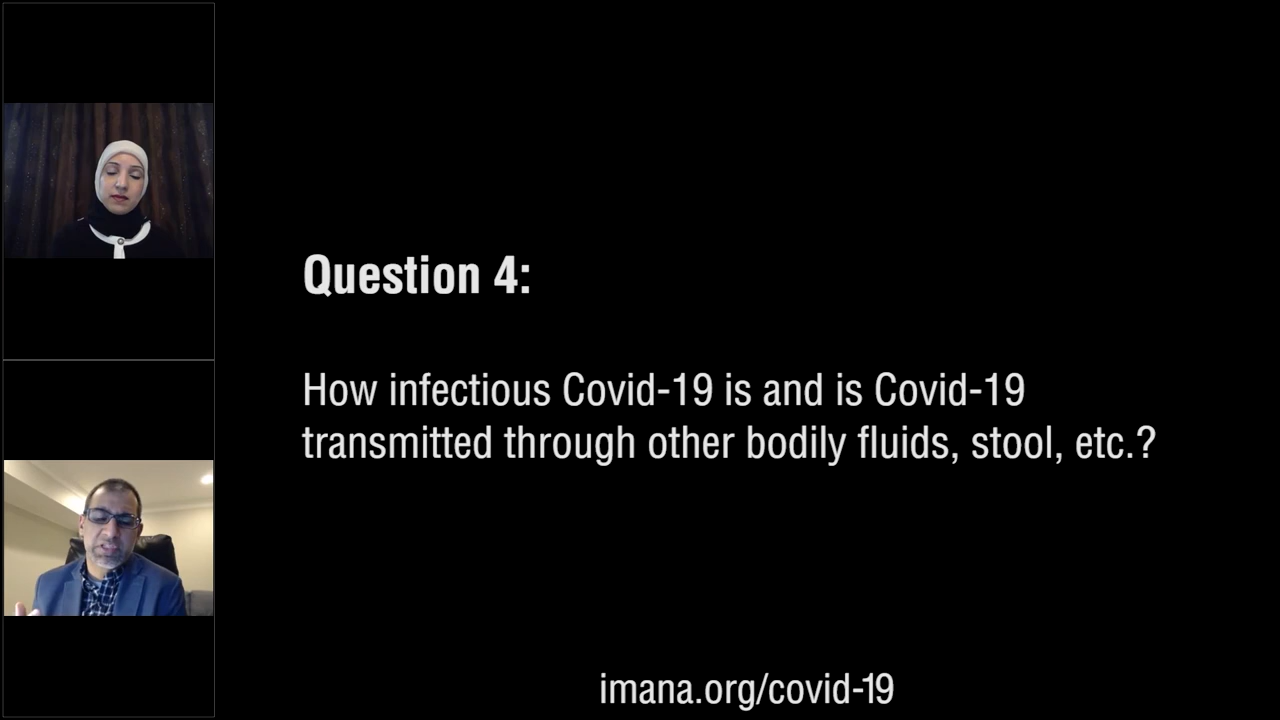 Question 4:
How infectious Covid-19 is and is Covid-19
transmitted through other bodily fluids, stool, etc.?
imana.org/covid-19